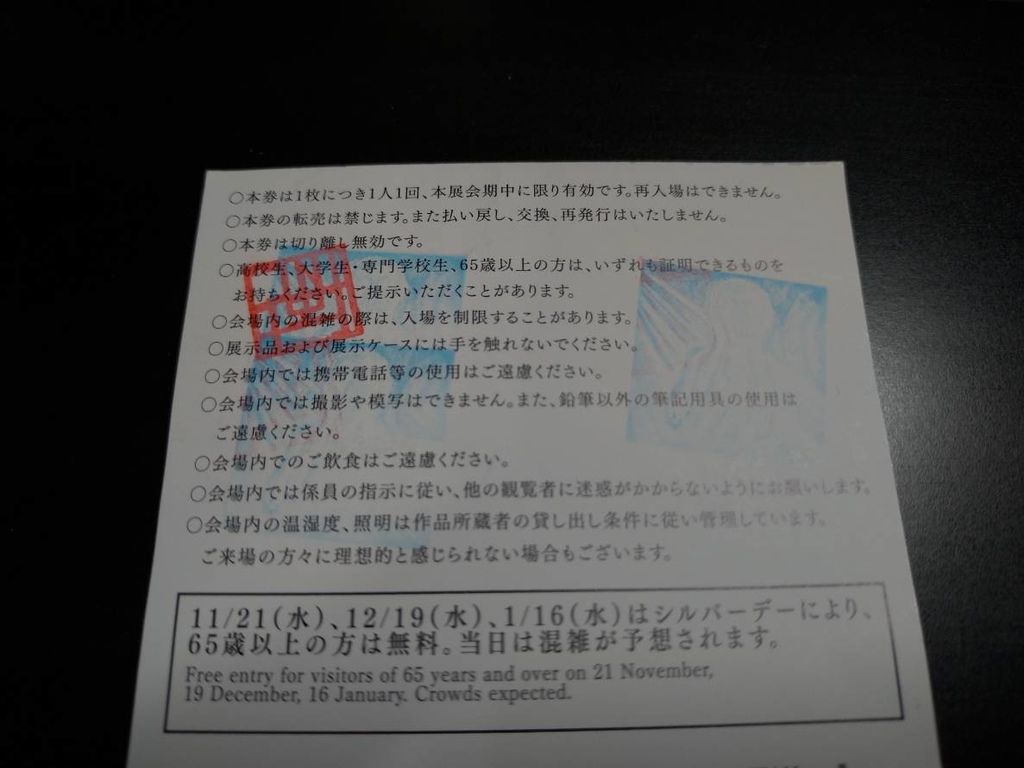 ○本券は1枚につき1人1回、本展会期中に限り有効です。再入場はできません。
○本券の転売は禁じます。また払い戻し、交換、再発行はいたしません。
○本券は切り離し無効です。
○高校生、大学生・専門学校生、65歳以上の方は、いずれも証明できるものを
お持ちください。ご提示いただくことがあります。
○会場内の混雑の際は、入場を制限することがあります。
○展示品および展示ケースには手を触れないでください。
○会場内では携帯電話等の使用はご遠慮ください。
○会場内では撮影や模写はできません。また、鉛筆以外の筆記用具の使用は
ご遠慮ください。
○会場内でのご飲食はご遠慮ください。
○会場内では係員の指示に従い、他の観覧者に迷惑がかからないようにお願いします。
○会場内の温湿度、照明は作品所蔵者の貸し出し条件に従い管理しています。
ご来場の方々に理想的と感じられない場合もございます。
11/21(水)、12/19(水)、1/16(水)はシルバーデーにより、
65歳以上の方は無料。当日は混雑が予想されます。
Free entry for visitors of 65 years and over on 21 November,
19 December, 16 January. Crowds expected.